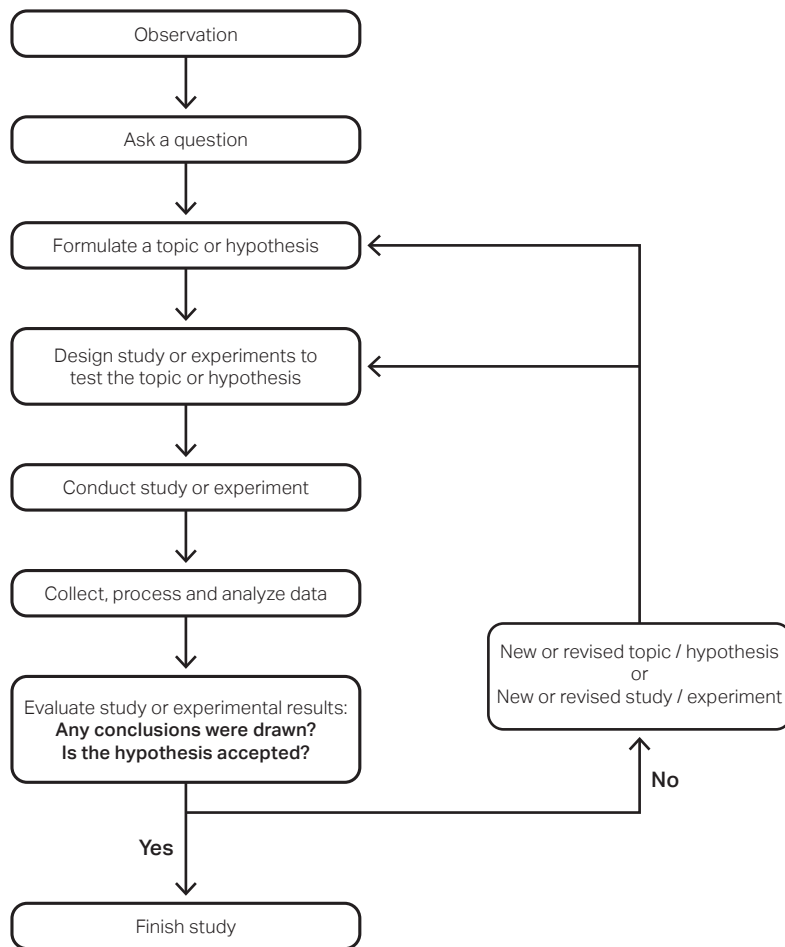 Observation
Ask a question
Formulate a topic or hypothesis
Design study or experiments to
test the topic or hypothesis
Conduct study or experiment
Collect, process and analyze data
Evaluate study or experimental results:
Any conclusions were drawn?
Is the hypothesis accepted?
New or revised topic / hypothesis
or
New or revised study / experiment
No
Yes
Finish study